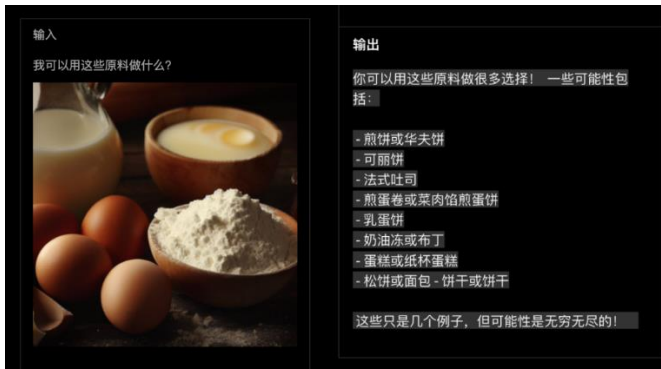 输入
我可以用这些原料做什么?
输出
你可以用这些原料做很多选择! 一些可能性包
括:
- 煎饼或华夫饼
- 可丽饼
- 法式吐司
- 煎蛋卷或菜肉馅煎蛋饼
- 乳蛋饼
- 奶油冻或布丁
- 蛋糕或纸杯蛋糕
- 松饼或面包 - 饼干或饼干
这些只是几个例子，但可能性是无穷无尽的!